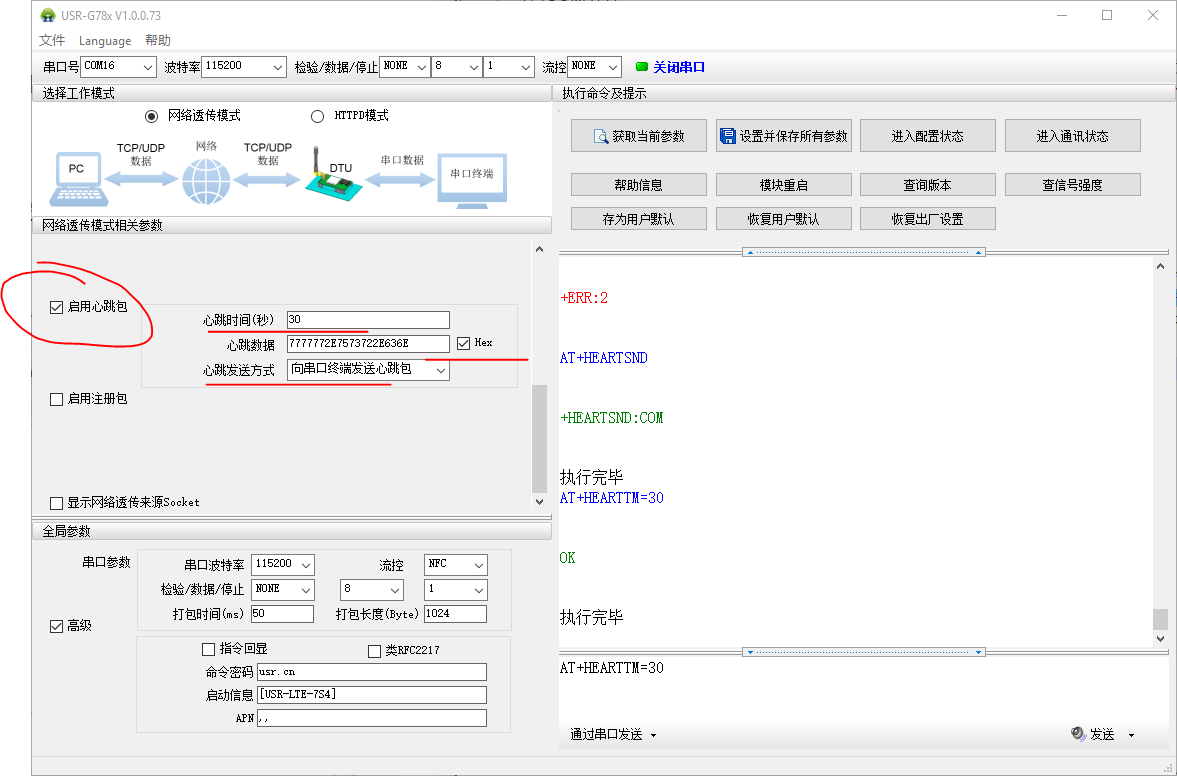 USR-G78x V1.0.0.73
文件 Language 帮助
串口号 COM16 波特率 115200 检验/数据/停止 NONE 8 1 流控 NONE 关闭串口
选择工作模式
网络透传模式 HTTPD模式
PC TCP/UDP 数据 网络 TCP/UDP 数据 DTU 串口数据 串口终端
网络透传模式相关参数
启用心跳包
心跳时间(秒) 30
心跳数据 7777772E7573722E636E Hex
心跳发送方式 向串口终端发送心跳包
启用注册包
显示网络透传来源Socket
全局参数
串口参数 串口波特率 115200 流控 NFC
检验/数据/停止 NONE 8 1
打包时间(ms) 50 打包长度(Byte) 1024
高级
指令回显 类RFC2217
命令密码 usr.cn
启动信息 [USR-LTE-7S4]
APN ,,
执行命令及提示
获取当前参数 设置并保存所有参数 进入配置状态 进入通讯状态
帮助信息 模块重启 查询版本 查信号强度
存为用户默认 恢复用户默认 恢复出厂设置
+ERR:2
AT+HEARTSND
+HEARTSND:COM
执行完毕
AT+HEARTTM=30
OK
执行完毕
AT+HEARTTM=30
通过串口发送 发送